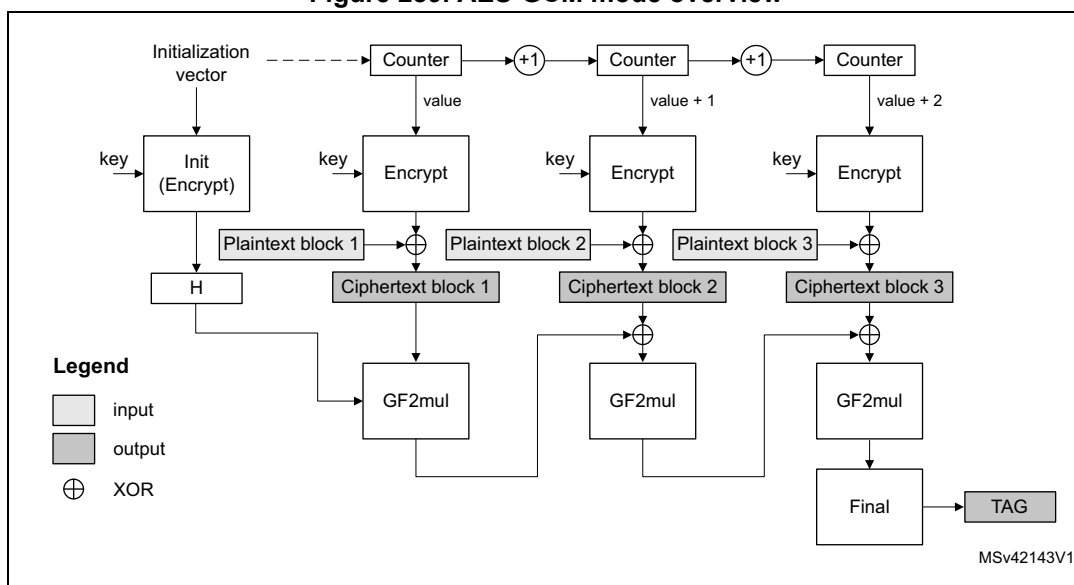 Initialization
vector
Counter
+1
Counter
+1
Counter
value
value + 1
value + 2
key
Init
(Encrypt)
key
Encrypt
key
Encrypt
key
Encrypt
Plaintext block 1
Plaintext block 2
Plaintext block 3
H
Ciphertext block 1
Ciphertext block 2
Ciphertext block 3
Legend
input
output
XOR
GF2mul
GF2mul
GF2mul
Final
TAG
MSv42143V1